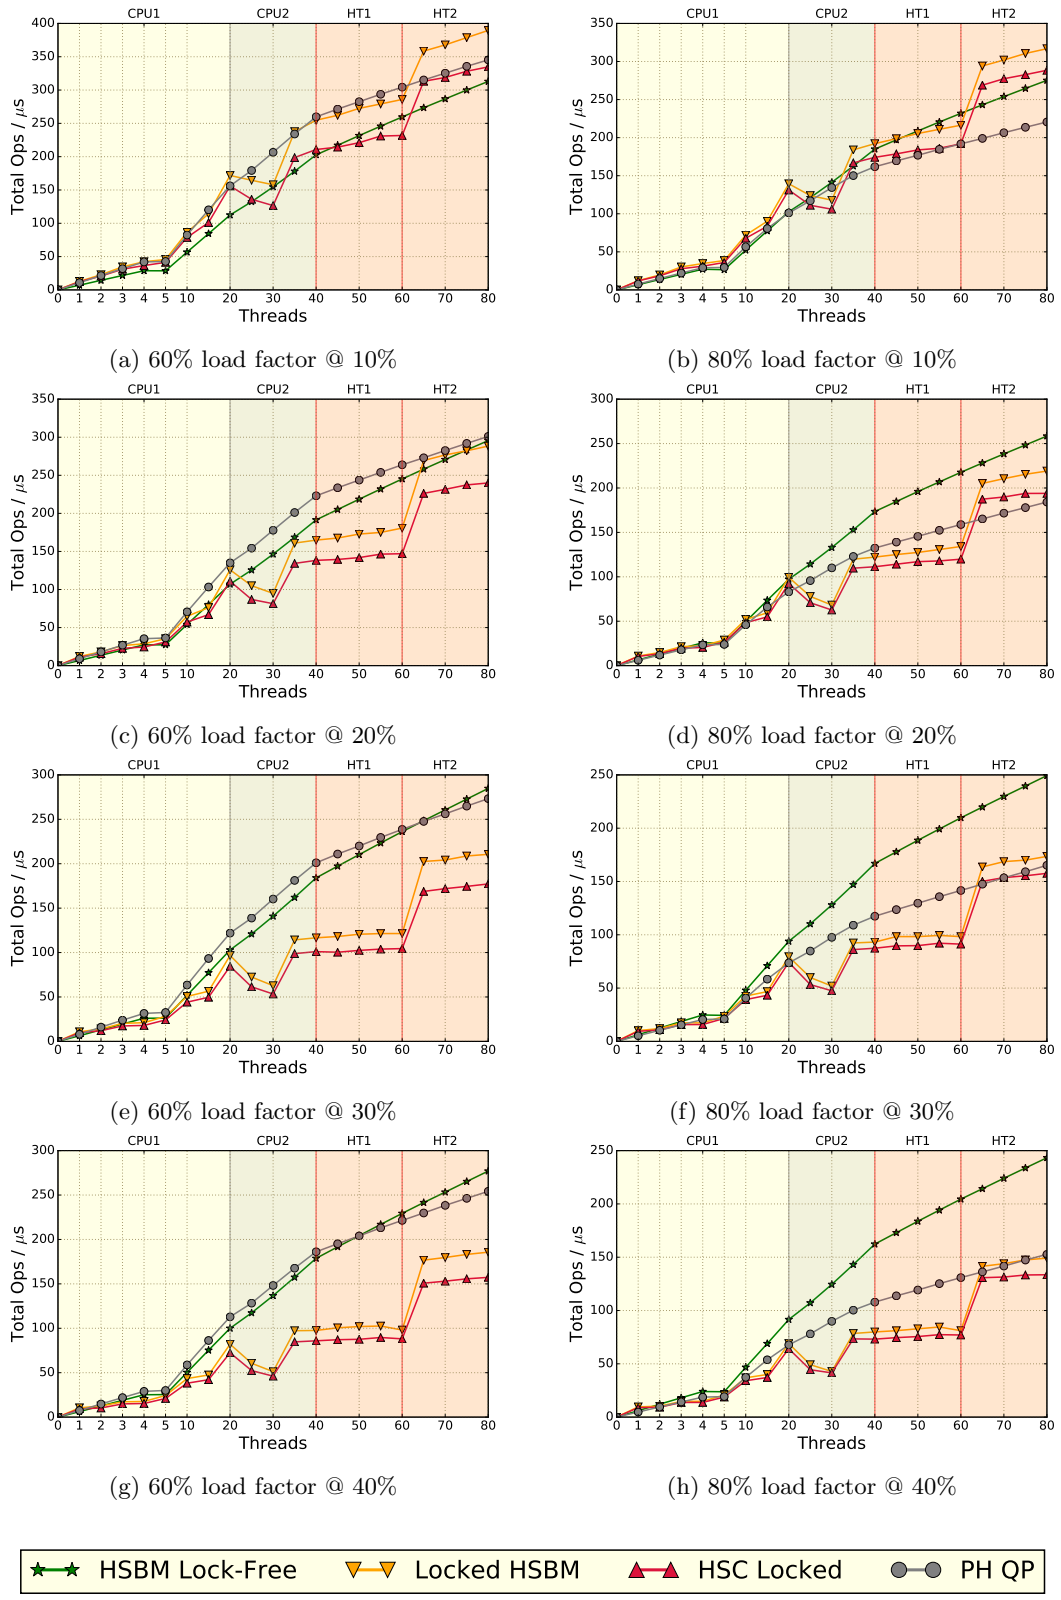 CPU1 CPU2 HT1 HT2
400
350
300
250
200
150
100
50
0
Total Ops / μs
0 1 2 3 4 5 10 20 30 40 50 60 70 80
Threads
(a) 60% load factor @ 10%
CPU1 CPU2 HT1 HT2
350
300
250
200
150
100
50
0
Total Ops / μs
0 1 2 3 4 5 10 20 30 40 50 60 70 80
Threads
(b) 80% load factor @ 10%
CPU1 CPU2 HT1 HT2
350
300
250
200
150
100
50
0
Total Ops / μs
0 1 2 3 4 5 10 20 30 40 50 60 70 80
Threads
(c) 60% load factor @ 20%
CPU1 CPU2 HT1 HT2
300
250
200
150
100
50
0
Total Ops / μs
0 1 2 3 4 5 10 20 30 40 50 60 70 80
Threads
(d) 80% load factor @ 20%
CPU1 CPU2 HT1 HT2
300
250
200
150
100
50
0
Total Ops / μs
0 1 2 3 4 5 10 20 30 40 50 60 70 80
Threads
(e) 60% load factor @ 30%
CPU1 CPU2 HT1 HT2
250
200
150
100
50
0
Total Ops / μs
0 1 2 3 4 5 10 20 30 40 50 60 70 80
Threads
(f) 80% load factor @ 30%
CPU1 CPU2 HT1 HT2
300
250
200
150
100
50
0
Total Ops / μs
0 1 2 3 4 5 10 20 30 40 50 60 70 80
Threads
(g) 60% load factor @ 40%
CPU1 CPU2 HT1 HT2
250
200
150
100
50
0
Total Ops / μs
0 1 2 3 4 5 10 20 30 40 50 60 70 80
Threads
(h) 80% load factor @ 40%
HSBM Lock-Free Locked HSBM HSC Locked PH QP